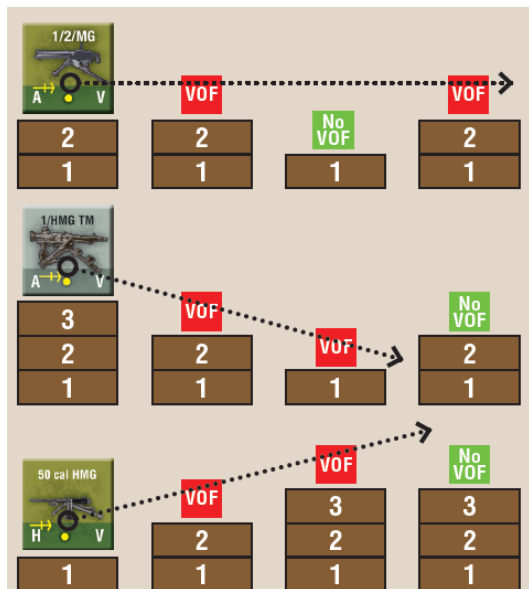 1/2/MG
A V
VOF
VOF
No
VOF
2 2 2
1 1 1 1
1/HMG TM
A V
VOF
VOF
No
VOF
3
2 2 2
1 1 1 1
50 cal HMG
H V
VOF
VOF
No
VOF
3 3
2 2 2
1 1 1 1